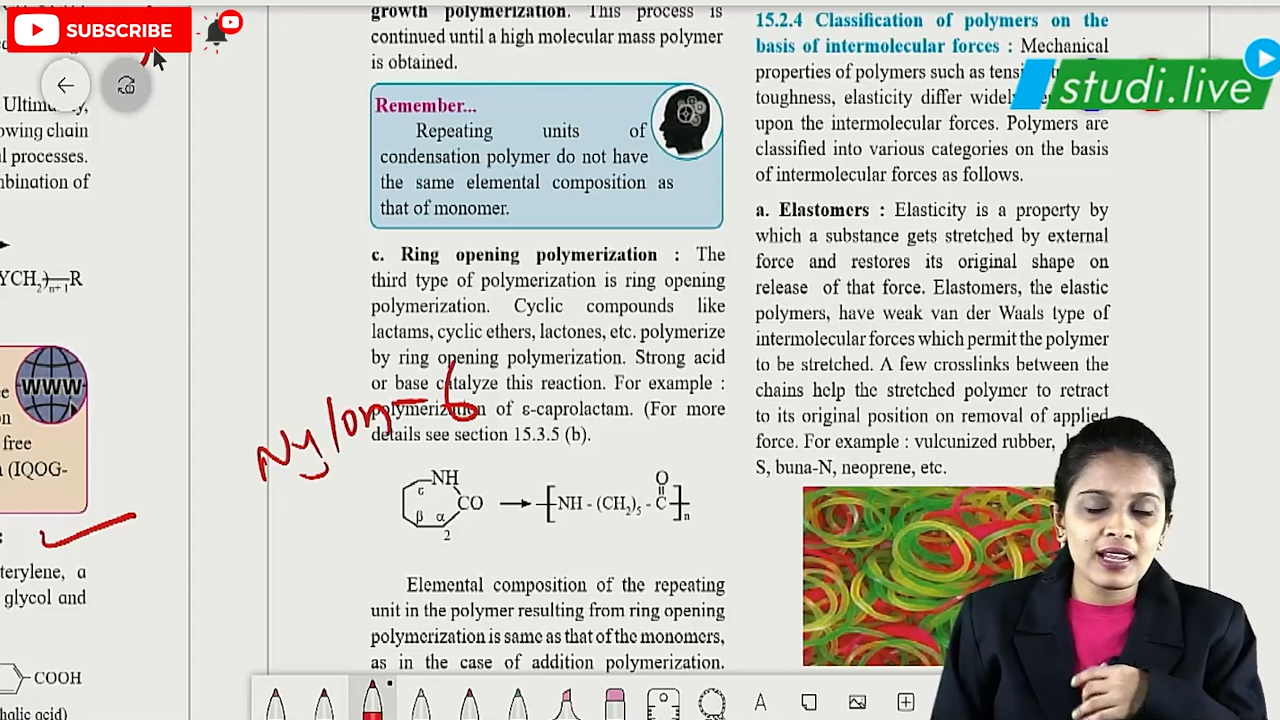 SUBSCRIBE
Ultim
owing chain
al processes.
nbination of
YCH₂)n+1 R
WWW
on
free
(IQOG-
terylene, a
glycol and
COOH
halic acid)
growth polymerization. This process is
continued until a high molecular mass polymer
is obtained.
Remember...
Repeating units of
condensation polymer do not have
the same elemental composition as
that of monomer.
c. Ring opening polymerization : The
third type of polymerization is ring opening
polymerization. Cyclic compounds like
lactams, cyclic ethers, lactones, etc. polymerize
by ring opening polymerization. Strong acid
or base catalyze this reaction. For example :
polymerization of ε-caprolactam. (For more
details see section 15.3.5 (b).
Nylon-6
NH
ε
CO
β α
2
O
[NH - (CH₂)₅ - C]n
Elemental composition of the repeating
unit in the polymer resulting from ring opening
polymerization is same as that of the monomers,
as in the case of addition polymerization.
15.2.4 Classification of polymers on the
basis of intermolecular forces : Mechanical
properties of polymers such as
toughness, elasticity differ
upon the intermolecular forces. Polymers are
classified into various categories on the basis
of intermolecular forces as follows.
studi.live
a. Elastomers : Elasticity is a property by
which a substance gets stretched by external
force and restores its original shape on
release of that force. Elastomers, the elastic
polymers, have weak van der Waals type of
intermolecular forces which permit the polymer
to be stretched. A few crosslinks between the
chains help the stretched polymer to retract
to its original position on removal of applied
force. For example : vulcunized rubber,
S, buna-N, neoprene, etc.
A